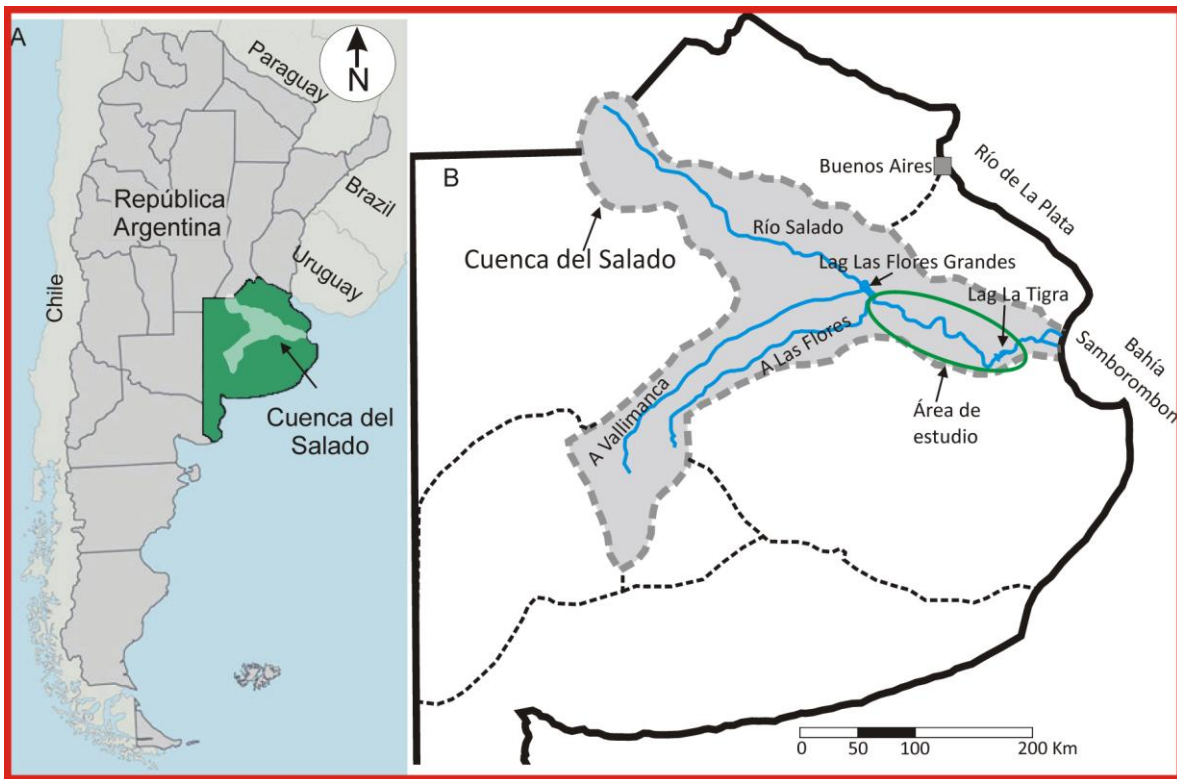 A
N
Paraguay
Brazil
República
Argentina
Uruguay
Chile
Cuenca del
Salado
B
Buenos Aires
Río de La Plata
Río Salado
Cuenca del Salado
Lag Las Flores Grandes
Lag La Tigra
A Las Flores
A Vallimanca
Área de
estudio
Bahía
Samborombon
0 50 100 200 Km